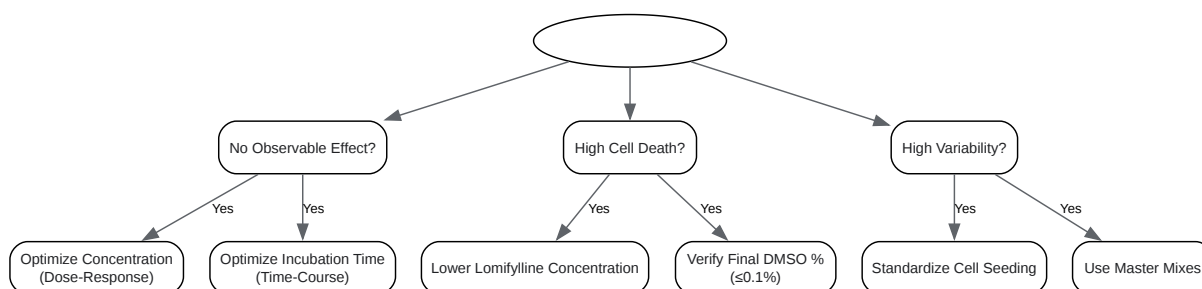 No Observable Effect?
High Cell Death?
High Variability?
Yes
Yes
Yes
Yes
Yes
Yes
Optimize Concentration
(Dose-Response)
Optimize Incubation Time
(Time-Course)
Lower Lomifylline Concentration
Verify Final DMSO %
(≤0.1%)
Standardize Cell Seeding
Use Master Mixes